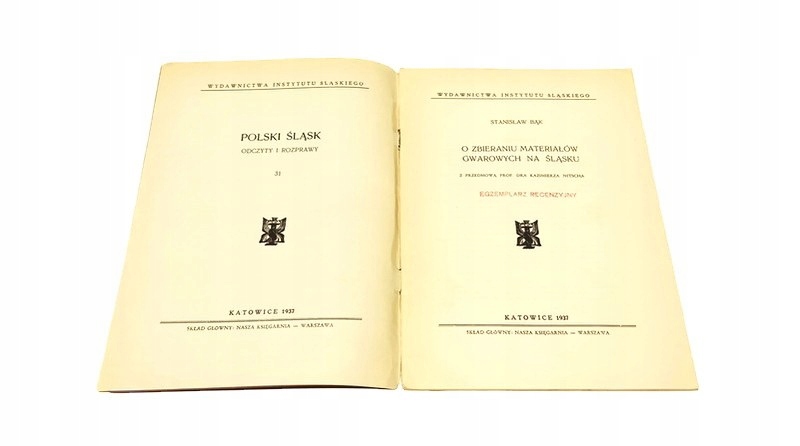 WYDAWNICTWA INSTYTUTU ŚLĄSKIEGO
POLSKI ŚLĄSK
ODCZYTY I ROZPRAWY
31
KATOWICE 1937
SKŁAD GŁÓWNY: NASZA KSIĘGARNIA — WARSZAWA
WYDAWNICTWA INSTYTUTU ŚLĄSKIEGO
STANISŁAW BĄK
O ZBIERANIU MATERIAŁÓW
GWAROWYCH NA ŚLĄSKU
Z PRZEDMOWĄ PROF. DRA KAZIMIERZA NITSCHA
EGZEMPLARZ RECENZYJNY
KATOWICE 1937
SKŁAD GŁÓWNY: NASZA KSIĘGARNIA — WARSZAWA